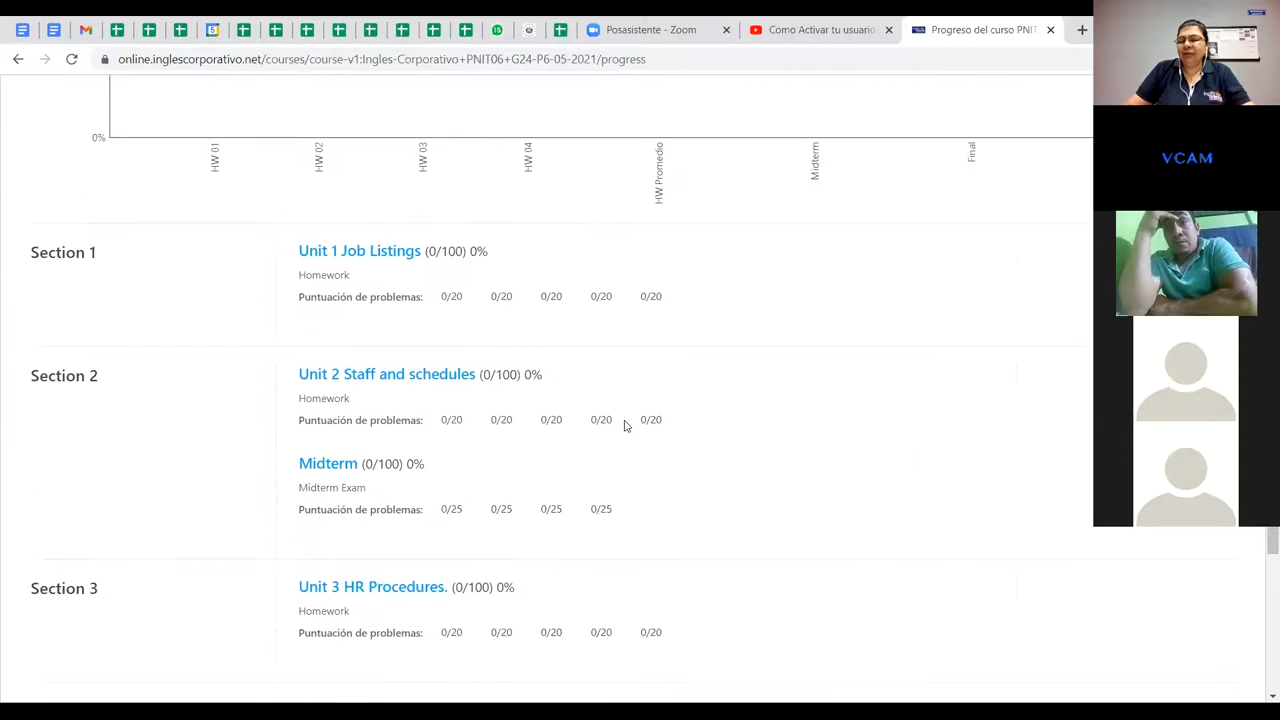 Posasistente - Zoom
Como Activar tu usuario
Progreso del curso PNIT
online.inglescorporativo.net/courses/course-v1:Ingles-Corporativo+PNIT06+G24-P6-05-2021/progress
VCAM
0%
HW 01
HW 02
HW 03
HW 04
HW Promedio
Midterm
Final
Section 1
Unit 1 Job Listings (0/100) 0%
Homework
Puntuación de problemas: 0/20 0/20 0/20 0/20 0/20
Section 2
Unit 2 Staff and schedules (0/100) 0%
Homework
Puntuación de problemas: 0/20 0/20 0/20 0/20 0/20
Midterm (0/100) 0%
Midterm Exam
Puntuación de problemas: 0/25 0/25 0/25 0/25
Section 3
Unit 3 HR Procedures. (0/100) 0%
Homework
Puntuación de problemas: 0/20 0/20 0/20 0/20 0/20